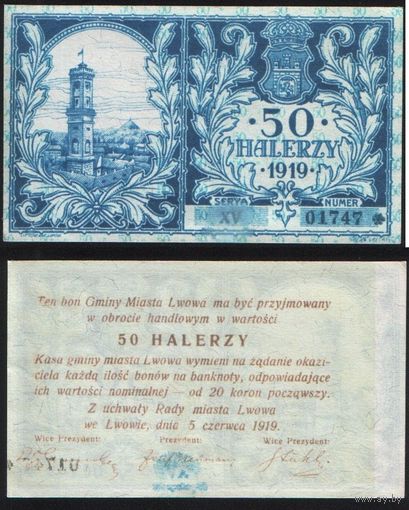 50
HALERZY
·1919·
SERYA NUMER
XV 01747
Ten bon Gminy Miasta Lwowa ma być przyjmowany
w obrocie handlowym w wartości
50 HALERZY
Kasa gminy miasta Lwowa wymieni na żądanie okazi-
ciela każdą ilość bonów na banknoty, odpowiadające
ich wartości nominalnej — od 20 koron począwszy.
Z uchwały Rady miasta Lwowa
we Lwowie, dnia 5 czerwca 1919.
Wice Prezydent: Prezydent: Wice Prezydent:
ay.by